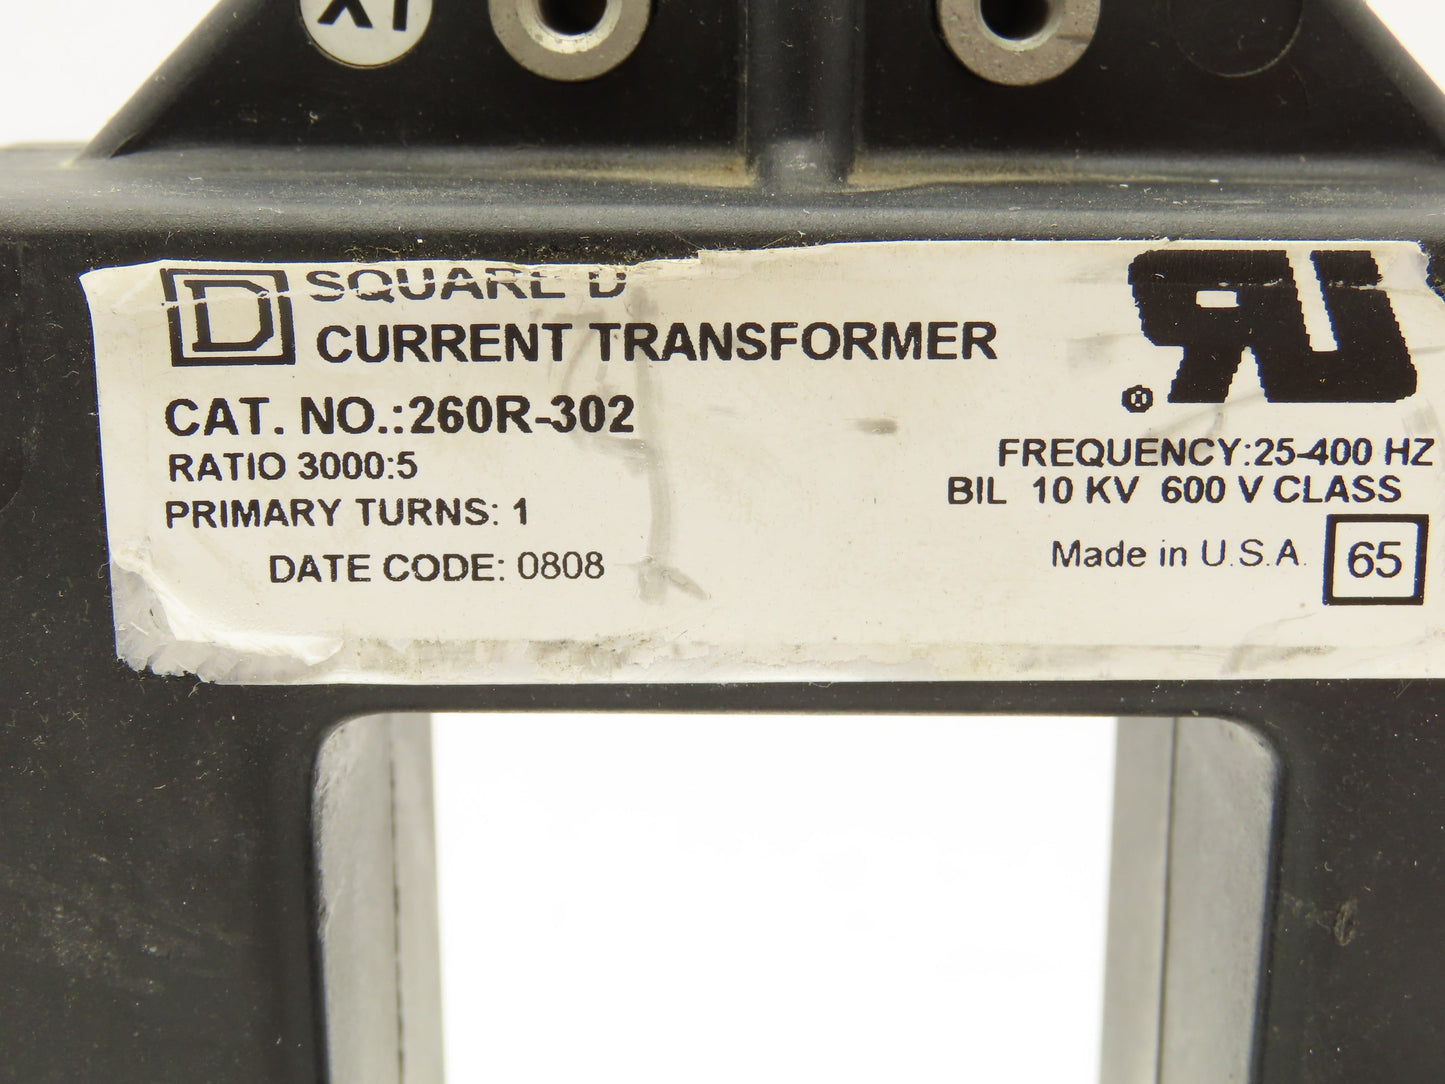 X1
D SQUARE D
CURRENT TRANSFORMER
CAT. NO.:260R-302
RATIO 3000:5
PRIMARY TURNS: 1
DATE CODE: 0808
RU
®
FREQUENCY:25-400 HZ
BIL 10 KV 600 V CLASS
Made in U.S.A. 65